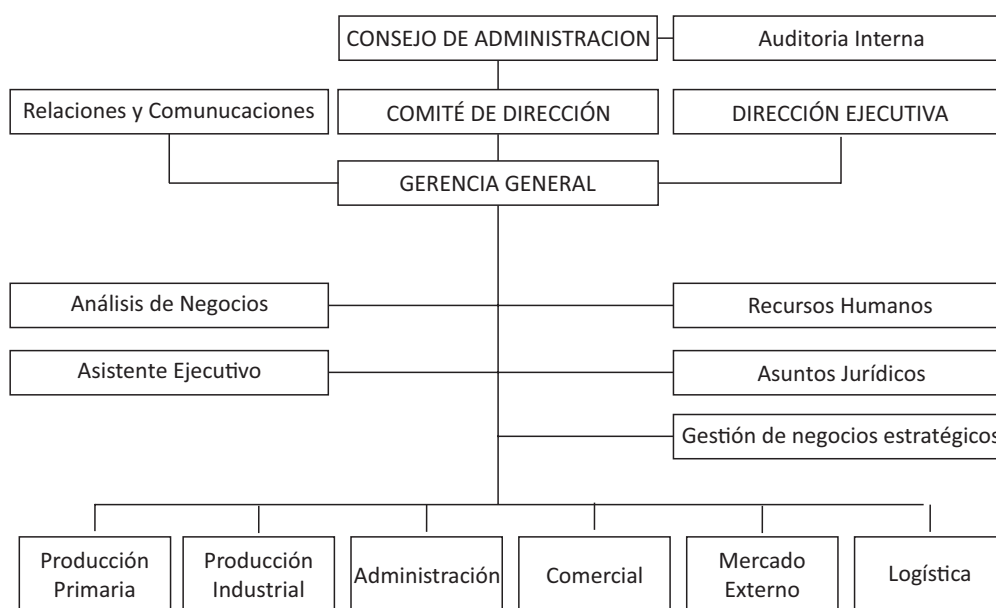 CONSEJO DE ADMINISTRACION
Auditoria Interna
Relaciones y Comunucaciones
COMITÉ DE DIRECCIÓN
DIRECCIÓN EJECUTIVA
GERENCIA GENERAL
Análisis de Negocios
Recursos Humanos
Asistente Ejecutivo
Asuntos Jurídicos
Gestión de negocios estratégicos
Producción
Primaria
Producción
Industrial
Administración
Comercial
Mercado
Externo
Logística